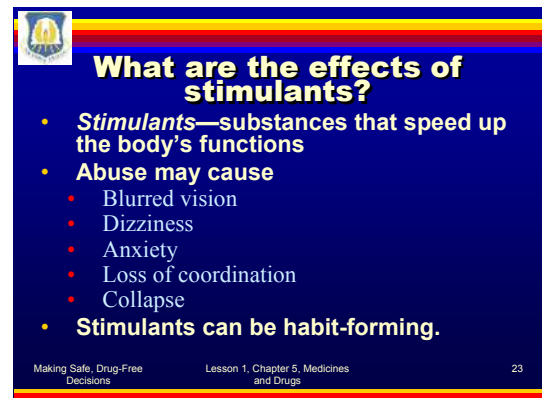 What are the effects of
stimulants?
• Stimulants—substances that speed up
the body's functions
• Abuse may cause
• Blurred vision
• Dizziness
• Anxiety
• Loss of coordination
• Collapse
• Stimulants can be habit-forming.
Making Safe, Drug-Free
Decisions
Lesson 1, Chapter 5, Medicines
and Drugs
23